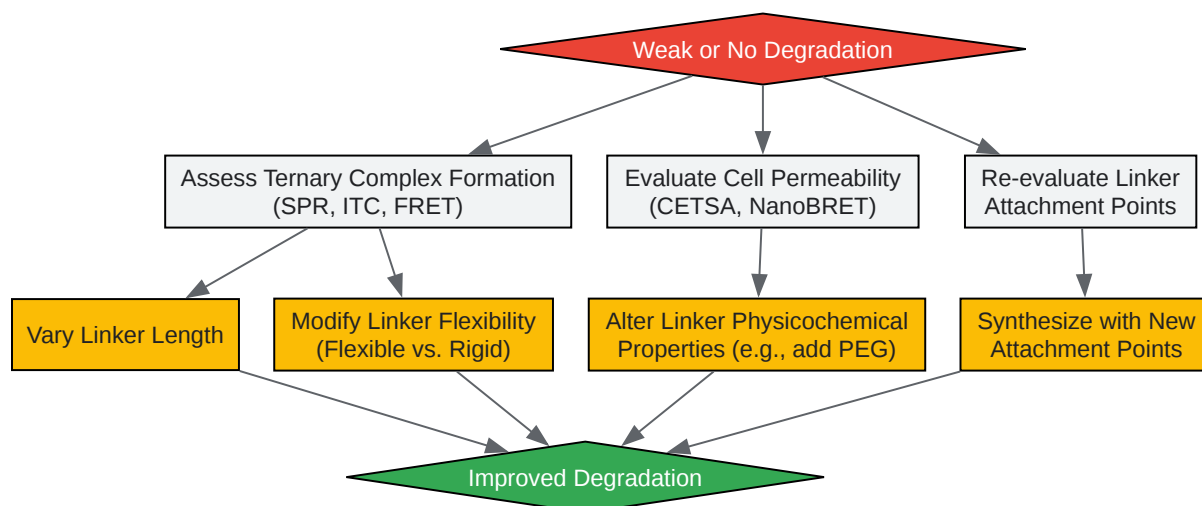 Weak or No Degradation
Assess Ternary Complex Formation
(SPR, ITC, FRET)
Evaluate Cell Permeability
(CETSA, NanoBRET)
Re-evaluate Linker
Attachment Points
Vary Linker Length
Modify Linker Flexibility
(Flexible vs. Rigid)
Alter Linker Physicochemical
Properties (e.g., add PEG)
Synthesize with New
Attachment Points
Improved Degradation